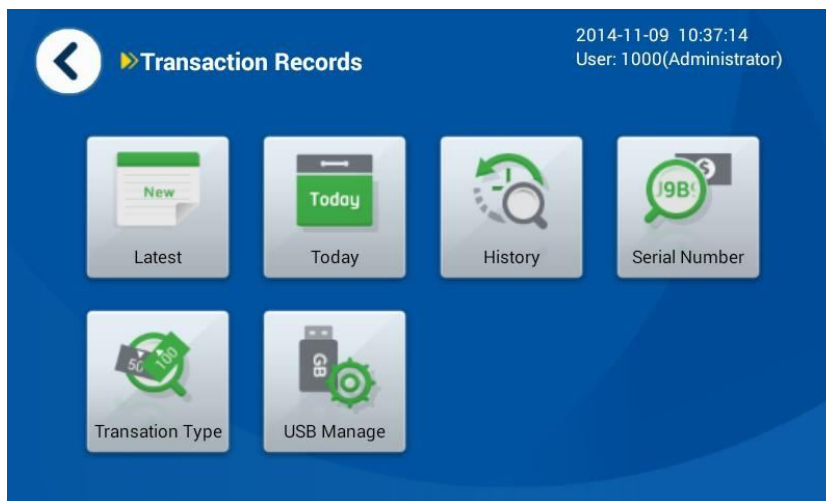 2014-11-09 10:37:14
Transaction Records
User: 1000(Administrator)
New
Today
J9B
$
Latest
Today
History
Serial Number
50
100
GB
Transation Type
USB Manage